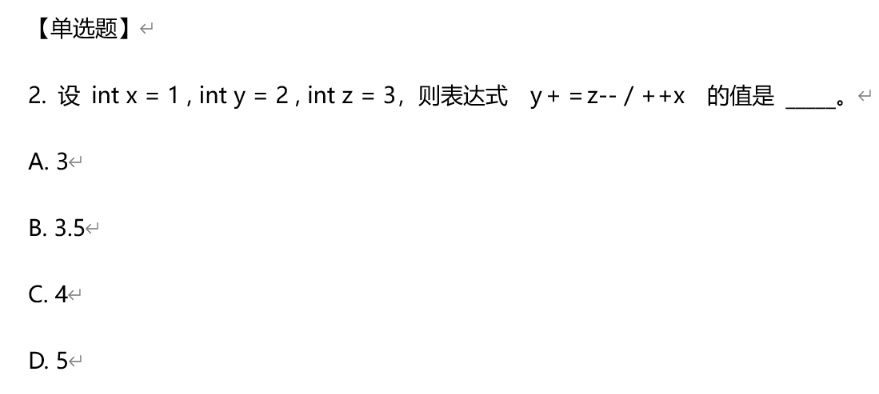 【单选题】
2. 设 int x = 1 , int y = 2 , int z = 3，则表达式 y + = z-- / ++x 的值是 _____。
A. 3
B. 3.5
C. 4
D. 5